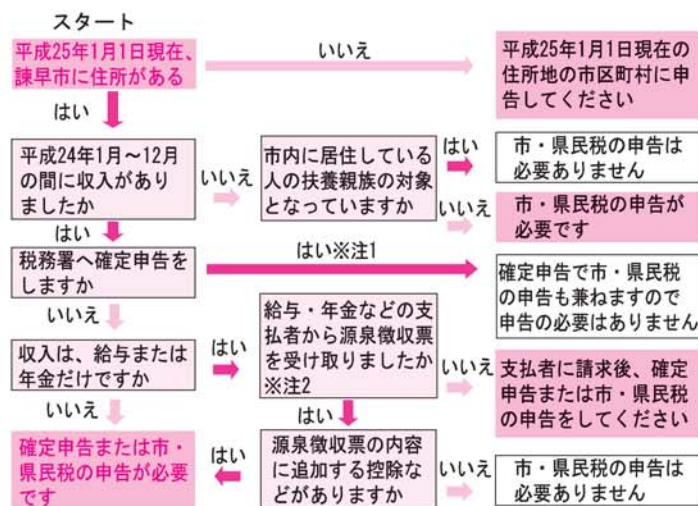 スタート
平成25年1月1日現在、
諫早市に住所がある
いいえ
平成25年1月1日現在の
住所地の市区町村に申
告してください
はい
平成24年1月～12月
の間に収入があり
ましたか
いいえ
市内に居住している
人の扶養親族の対象
となっていますか
はい
市・県民税の申告は
必要ありません
いいえ
市・県民税の申告が
必要です
はい
税務署へ確定申告を
しますか
はい※注1
確定申告で市・県民税
の申告も兼ねますので
申告の必要はありません
いいえ
収入は、給与または
年金だけですか
はい
給与・年金などの支
払者から源泉徴収票
を受け取りましたか
※注2
いいえ
支払者に請求後、確定
申告または市・県民税
の申告をしてください
いいえ
はい
確定申告または市・
県民税の申告が必要
です
はい
源泉徴収票の内容
に追加する控除な
どがありますか
いいえ
市・県民税の申告は
必要ありません